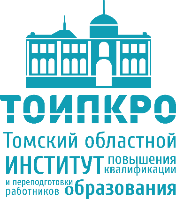 ТОИПКРО
Томский областной
ИНСТИТУТ повышения квалификации
и переподготовки работников образования